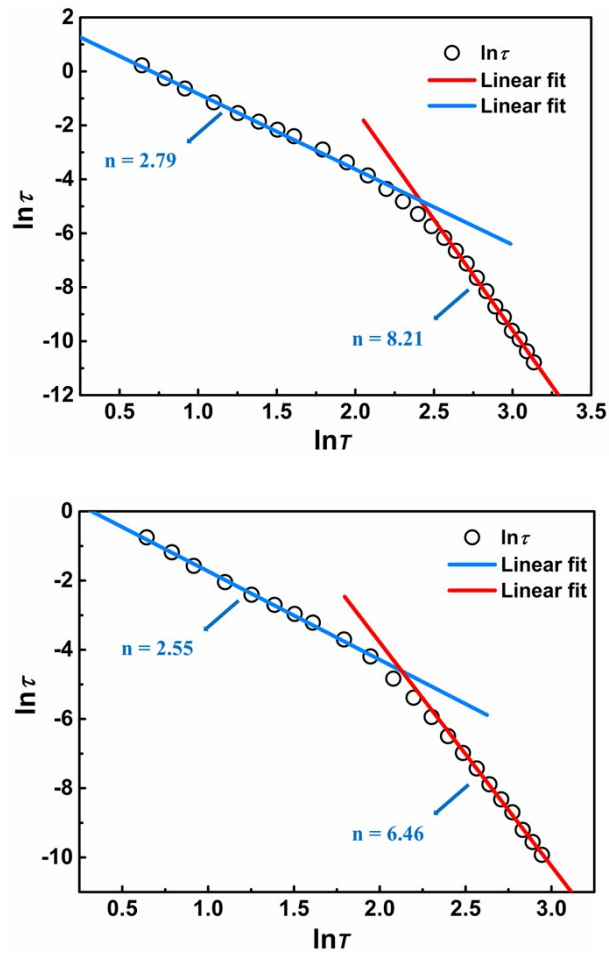 2
0
-2
-4
-6
-8
-10
-12
lnτ
lnτ
Linear fit
Linear fit
n = 2.79
n = 8.21
0.5 1.0 1.5 2.0 2.5 3.0 3.5
lnT
0
-2
-4
-6
-8
-10
lnτ
lnτ
Linear fit
Linear fit
n = 2.55
n = 6.46
0.5 1.0 1.5 2.0 2.5 3.0
lnT